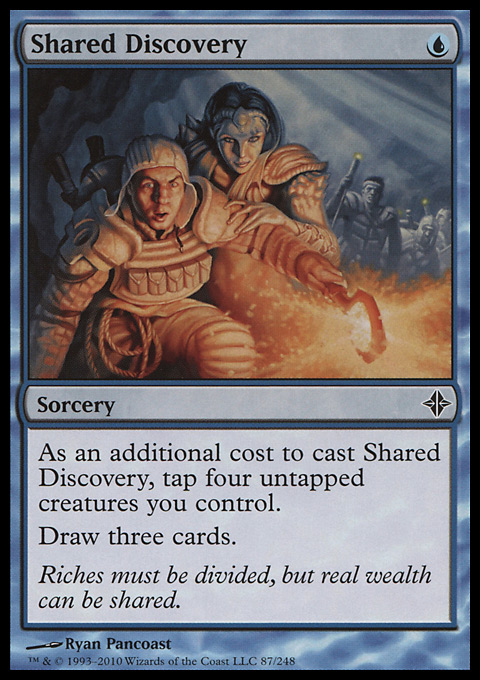 Shared Discovery
Sorcery
As an additional cost to cast Shared
Discovery, tap four untapped
creatures you control.
Draw three cards.
Riches must be divided, but real wealth
can be shared.
Ryan Pancoast
™ & © 1993–2010 Wizards of the Coast LLC 87/248